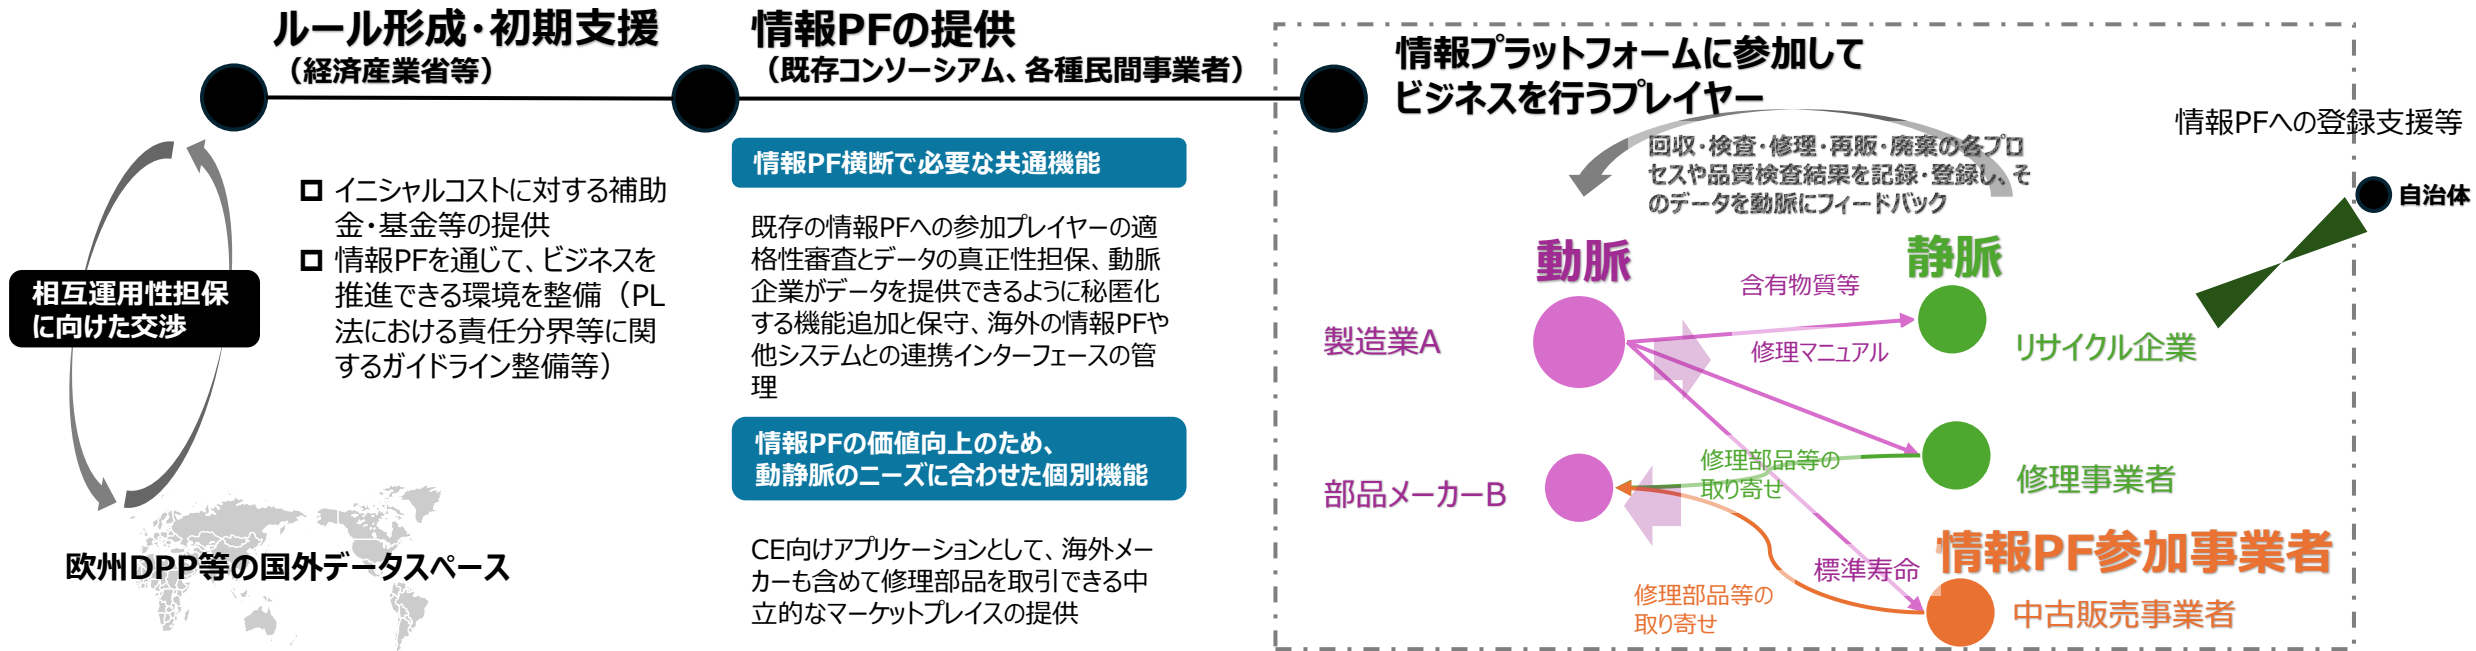 ルール形成・初期支援
（経済産業省等）
情報PFの提供
（既存コンソーシアム、各種民間事業者）
情報プラットフォームに参加して
ビジネスを行うプレイヤー
情報PFへの登録支援等
自治体
相互運用性担保
に向けた交渉
欧州DPP等の国外データスペース
イニシャルコストに対する補助
金・基金等の提供
情報PFを通じて、ビジネスを
推進できる環境を整備（PL
法における責任分界等に関
するガイドライン整備等）
情報PF横断で必要な共通機能
既存の情報PFへの参加プレイヤーの適
格性審査とデータの真正性担保、動脈
企業がデータを提供できるように秘匿化
する機能追加と保守、海外の情報PFや
他システムとの連携インターフェースの管
理
情報PFの価値向上のため、
動静脈のニーズに合わせた個別機能
CE向けアプリケーションとして、海外メー
カーも含めて修理部品を取引できる中
立的なマーケットプレイスの提供
回収・検査・修理・再販・廃棄の各プロ
セスや品質検査結果を記録・登録し、そ
のデータを動脈にフィードバック
動脈
静脈
含有物質等
製造業A
修理マニュアル
リサイクル企業
部品メーカーB
修理部品等の
取り寄せ
修理事業者
情報PF参加事業者
標準寿命
修理部品等の
取り寄せ
中古販売事業者